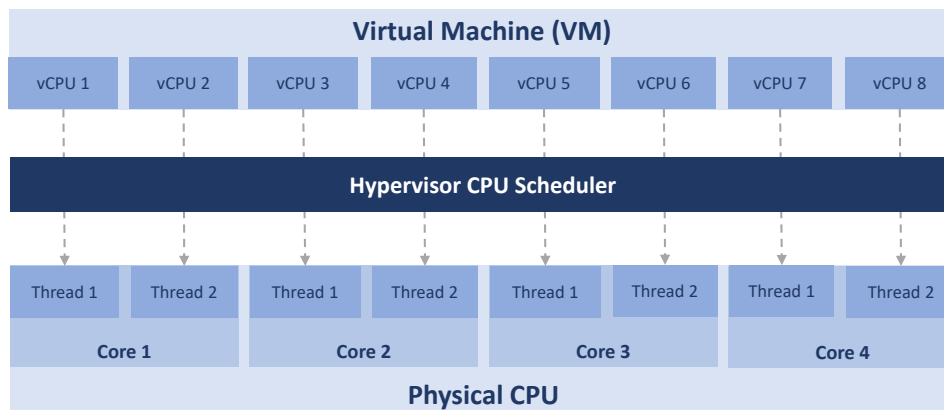 Virtual Machine (VM)
vCPU 1 vCPU 2 vCPU 3 vCPU 4 vCPU 5 vCPU 6 vCPU 7 vCPU 8
Hypervisor CPU Scheduler
Thread 1 Thread 2 Thread 1 Thread 2 Thread 1 Thread 2 Thread 1 Thread 2
Core 1 Core 2 Core 3 Core 4
Physical CPU